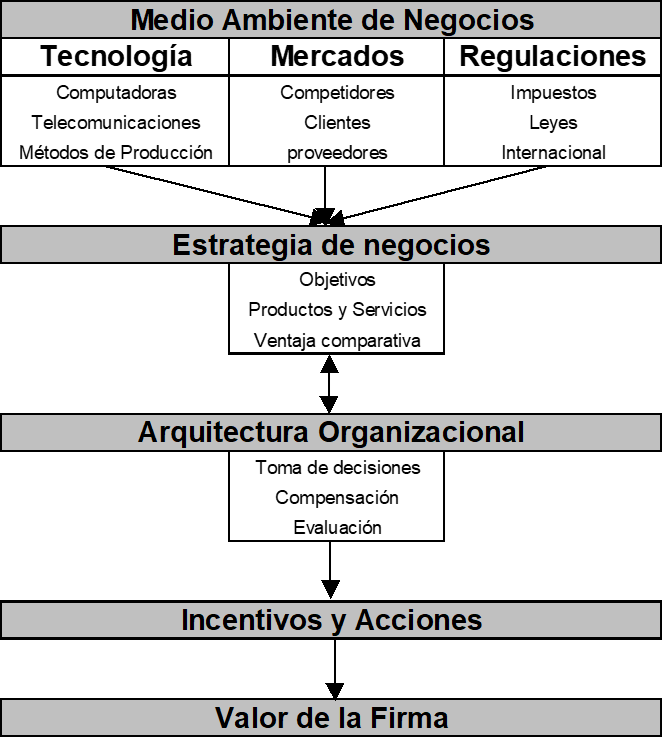 Medio Ambiente de Negocios
Tecnología Mercados Regulaciones
Computadoras Competidores Impuestos
Telecomunicaciones Clientes Leyes
Métodos de Producción proveedores Internacional
Estrategia de negocios
Objetivos
Productos y Servicios
Ventaja comparativa
Arquitectura Organizacional
Toma de decisiones
Compensación
Evaluación
Incentivos y Acciones
Valor de la Firma